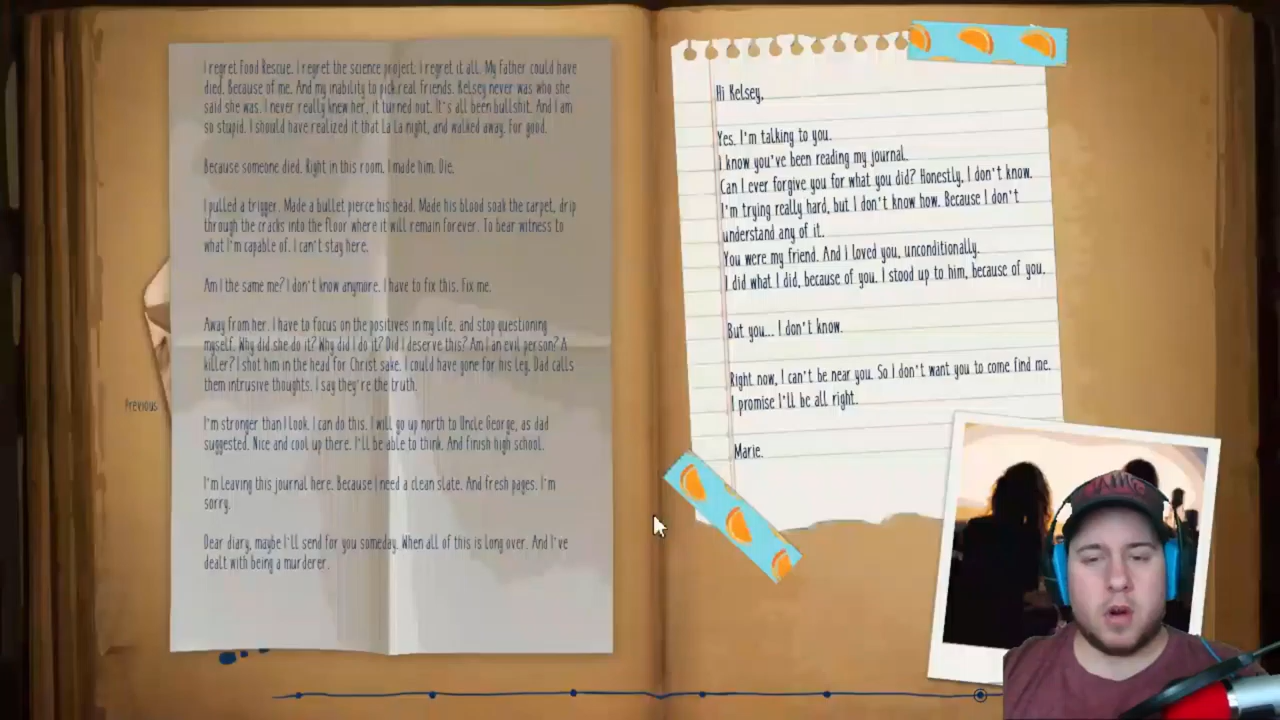 I regret Food Rescue. I regret the science project. I regret it all. My father could have
died. Because of me. And my inability to pick real friends. Kelsey never was who she
said she was. I never really knew her, it turned out. It's all been bullshit. And I am
so stupid. I should have realized it that La La night, and walked away. For good.
Because someone died. Right in this room. I made him. Die.
I pulled a trigger. Made a bullet pierce his head. Made his blood soak the carpet, drip
through the cracks into the floor where it will remain forever. To bear witness to
what I'm capable of. I can't stay here.
Am I the same me? I don't know anymore. I have to fix this. Fix me.
Away from her. I have to focus on the positives in my life, and stop questioning
myself. Why did she do it? Why did I do it? Did I deserve this? Am I an evil person? A
killer? I shot him in the head for Christ sake. I could have gone for his leg. Dad calls
them intrusive thoughts. I say they're the truth.
I'm stronger than I look. I can do this. I will go up north to Uncle George, as dad
suggested. Nice and cool up there. I'll be able to think. And finish high school.
I'm leaving this journal here. Because I need a clean slate. And fresh pages. I'm
sorry.
Dear diary, maybe I'll send for you someday. When all of this is long over. And I've
dealt with being a murderer.
Previous
Hi Kelsey,
Yes. I'm talking to you.
I know you've been reading my journal.
Can I ever forgive you for what you did? Honestly, I don't know.
I'm trying really hard, but I don't know how. Because I don't
understand any of it.
You were my friend. And I loved you, unconditionally.
I did what I did, because of you. I stood up to him, because of you.
But you... I don't know.
Right now, I can't be near you. So I don't want you to come find me.
I promise I'll be all right.
Marie.